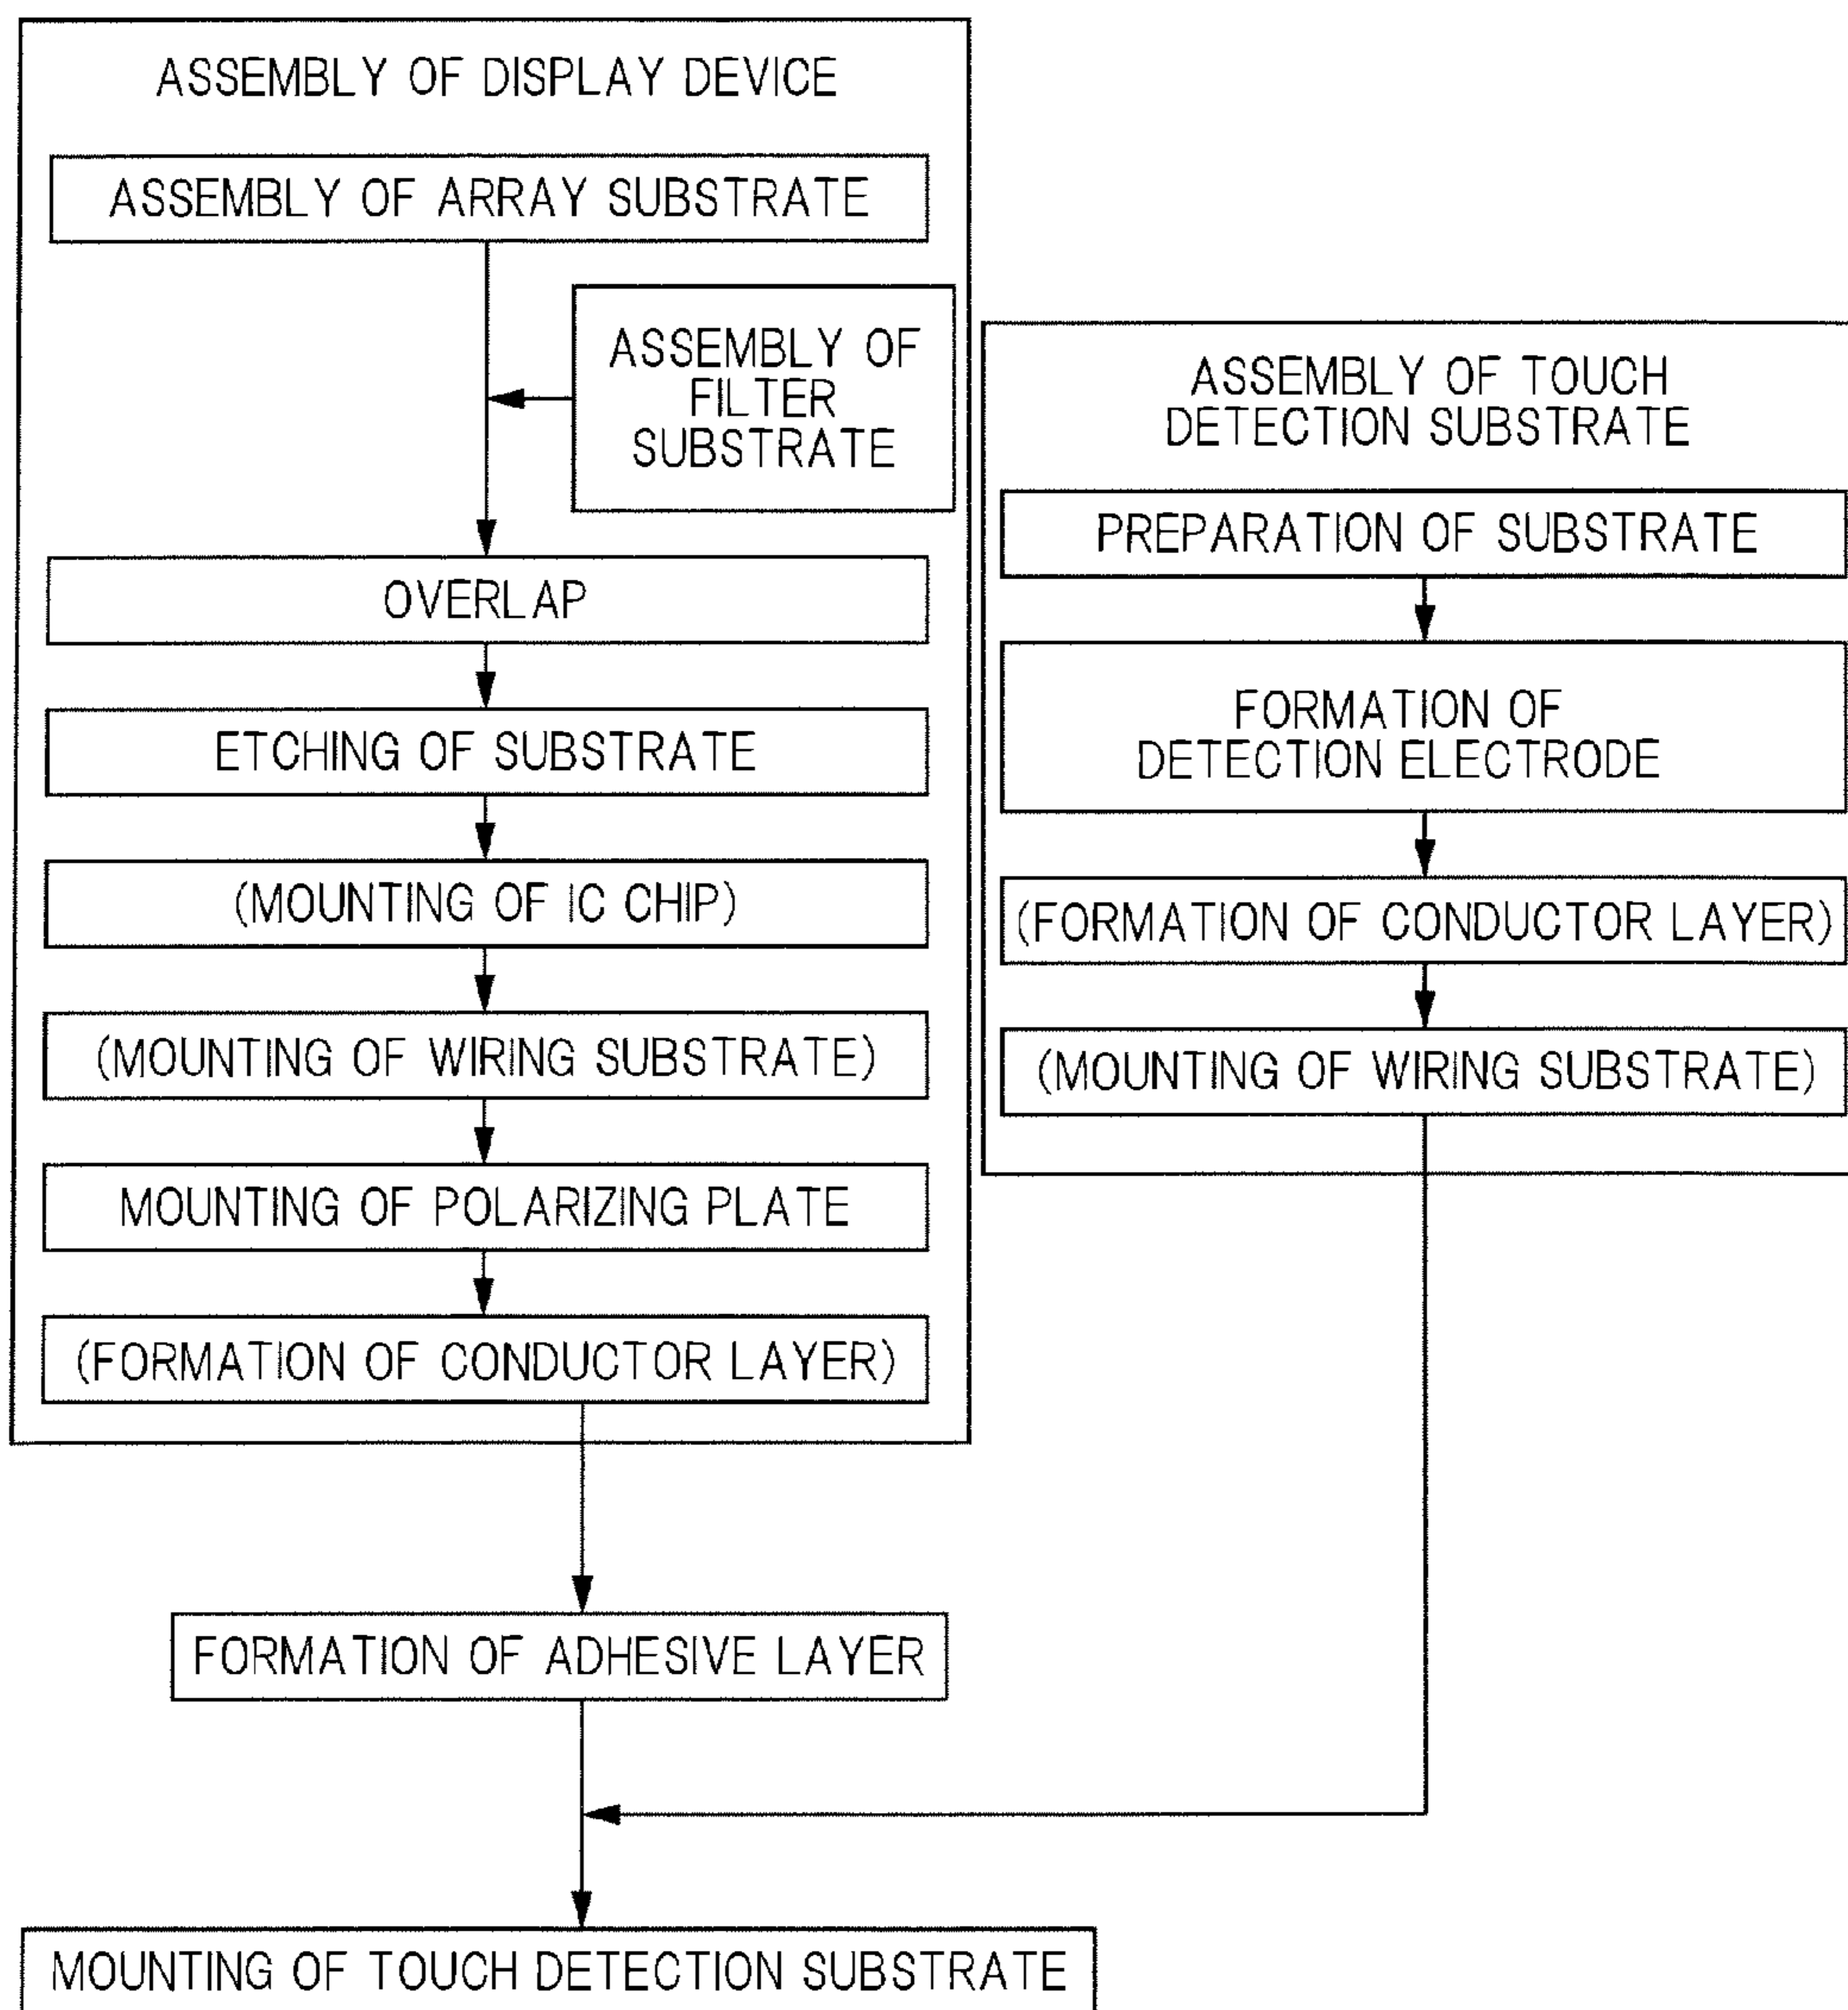 ASSEMBLY OF DISPLAY DEVICE
ASSEMBLY OF ARRAY SUBSTRATE
ASSEMBLY OF
FILTER
SUBSTRATE
OVERLAP
ETCHING OF SUBSTRATE
(MOUNTING OF IC CHIP)
(MOUNTING OF WIRING SUBSTRATE)
MOUNTING OF POLARIZING PLATE
(FORMATION OF CONDUCTOR LAYER)
ASSEMBLY OF TOUCH
DETECTION SUBSTRATE
PREPARATION OF SUBSTRATE
FORMATION OF
DETECTION ELECTRODE
(FORMATION OF CONDUCTOR LAYER)
(MOUNTING OF WIRING SUBSTRATE)
FORMATION OF ADHESIVE LAYER
MOUNTING OF TOUCH DETECTION SUBSTRATE